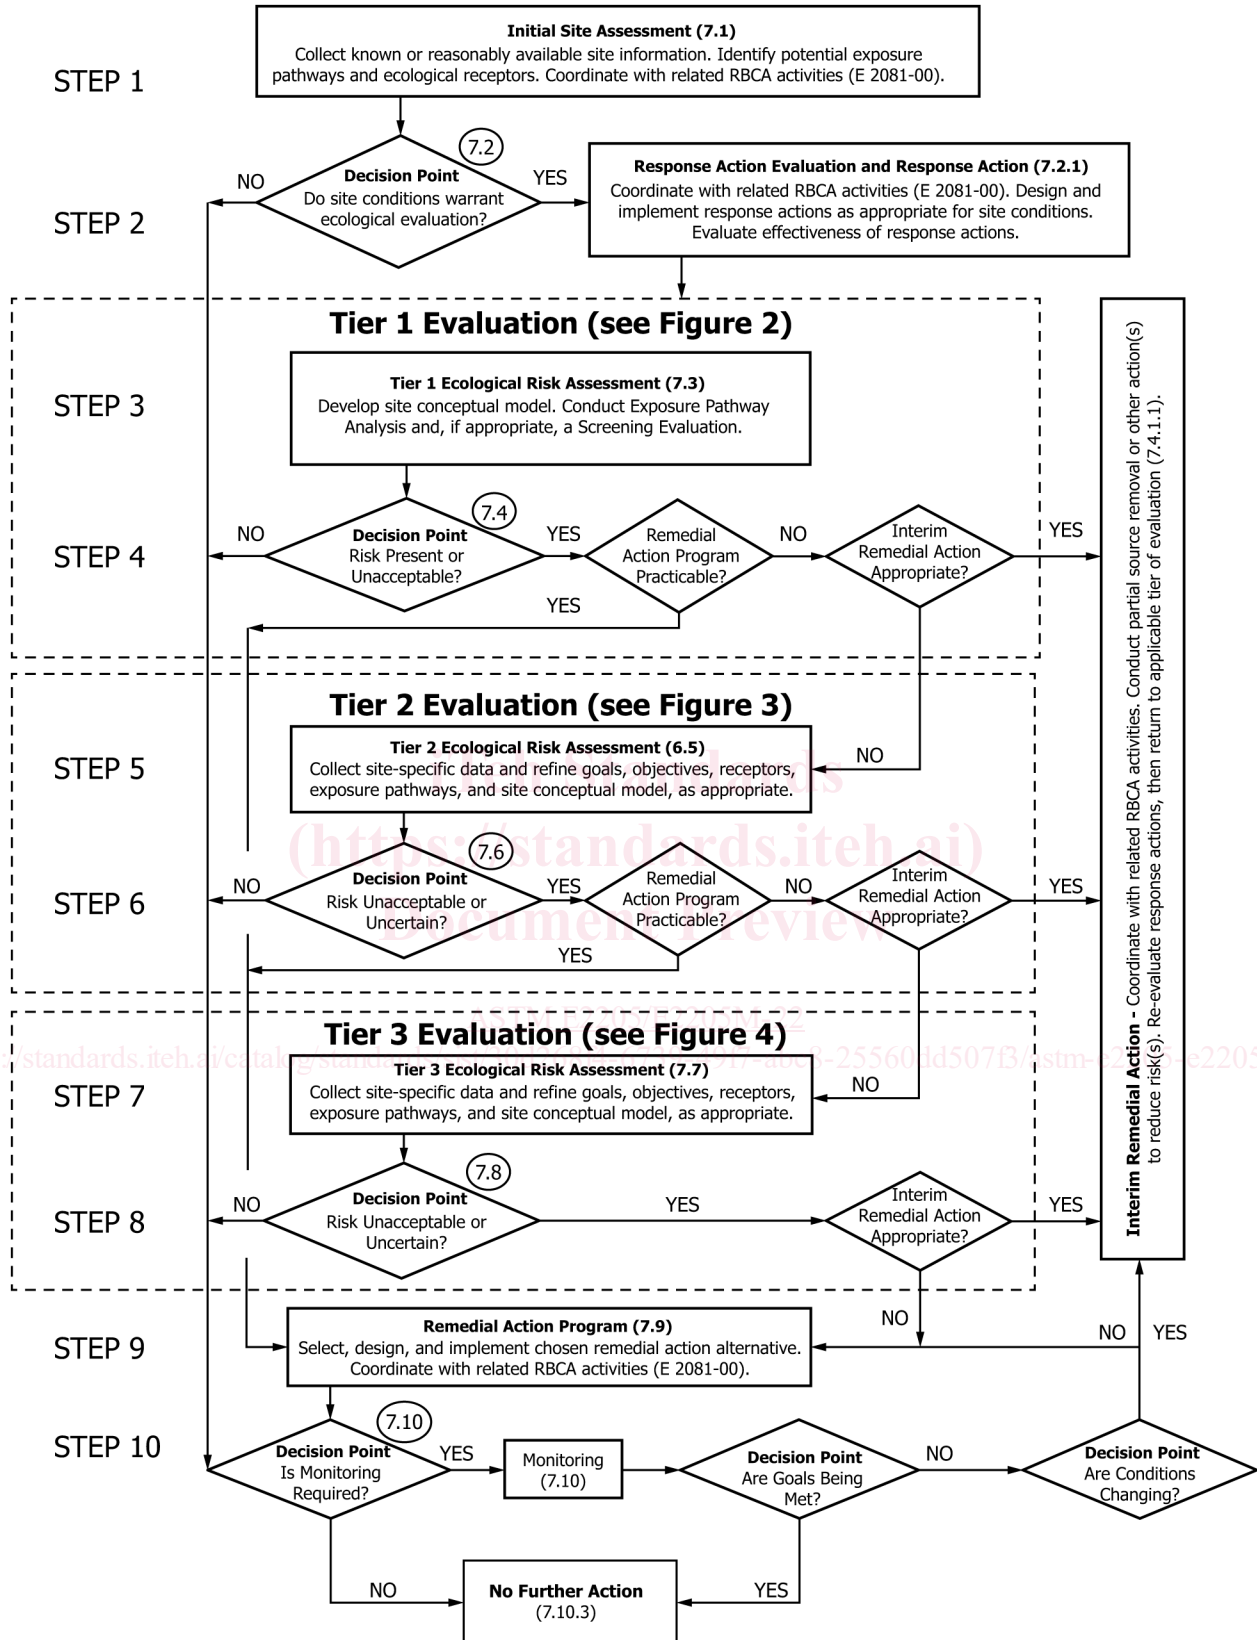 Initial Site Assessment (7.1)
Collect known or reasonably available site information. Identify potential exposure
pathways and ecological receptors. Coordinate with related RBCA activities (E 2081-00).
STEP 1
7.2
Decision Point
Do site conditions warrant
ecological evaluation?
NO
YES
STEP 2
Response Action Evaluation and Response Action (7.2.1)
Coordinate with related RBCA activities (E 2081-00). Design and
implement response actions as appropriate for site conditions.
Evaluate effectiveness of response actions.
Tier 1 Evaluation (see Figure 2)
STEP 3
Tier 1 Ecological Risk Assessment (7.3)
Develop site conceptual model. Conduct Exposure Pathway
Analysis and, if appropriate, a Screening Evaluation.
STEP 4
NO
7.4
Decision Point
Risk Present or
Unacceptable?
YES
Remedial
Action Program
Practicable?
NO
Interim
Remedial Action
Appropriate?
YES
YES
Interim Remedial Action - Coordinate with related RBCA activities. Conduct partial source removal or other action(s)
to reduce risk(s). Re-evaluate response actions, then return to applicable tier of evaluation (7.4.1.1).
Tier 2 Evaluation (see Figure 3)
STEP 5
Tier 2 Ecological Risk Assessment (6.5)
Collect site-specific data and refine goals, objectives, receptors,
exposure pathways, and site conceptual model, as appropriate.
NO
iTeh Standards
(https://standards.iteh.ai)
Document Preview
STEP 6
NO
7.6
Decision Point
Risk Unacceptable or
Uncertain?
YES
Remedial
Action Program
Practicable?
NO
Interim
Remedial Action
Appropriate?
YES
YES
ASTM E2205/E2205M-22
Tier 3 Evaluation (see Figure 4)
STEP 7
Tier 3 Ecological Risk Assessment (7.7)
Collect site-specific data and refine goals, objectives, receptors,
exposure pathways, and site conceptual model, as appropriate.
NO
STEP 8
NO
7.8
Decision Point
Risk Unacceptable or
Uncertain?
YES
Interim
Remedial Action
Appropriate?
YES
NO
NO
YES
STEP 9
Remedial Action Program (7.9)
Select, design, and implement chosen remedial action alternative.
Coordinate with related RBCA activities (E 2081-00).
STEP 10
7.10
Decision Point
Is Monitoring
Required?
YES
Monitoring
(7.10)
Decision Point
Are Goals Being
Met?
NO
Decision Point
Are Conditions
Changing?
NO
YES
No Further Action
(7.10.3)